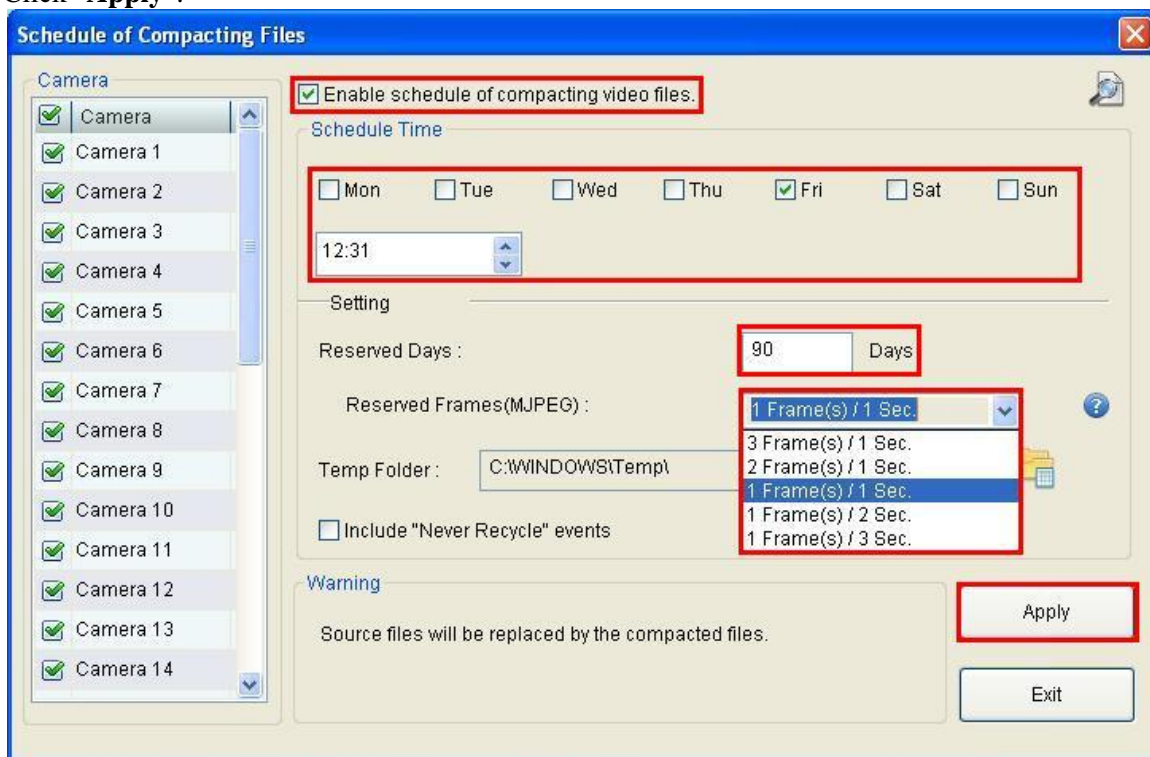 Click "Apply".
Schedule of Compacting Files
Camera
Camera
Camera 1
Camera 2
Camera 3
Camera 4
Camera 5
Camera 6
Camera 7
Camera 8
Camera 9
Camera 10
Camera 11
Camera 12
Camera 13
Camera 14
Enable schedule of compacting video files.
Schedule Time
Mon Tue Wed Thu Fri Sat Sun
12:31
Setting
Reserved Days : 90 Days
Reserved Frames(MJPEG) : 1 Frame(s) / 1 Sec.
3 Frame(s) / 1 Sec.
2 Frame(s) / 1 Sec.
1 Frame(s) / 1 Sec.
1 Frame(s) / 2 Sec.
1 Frame(s) / 3 Sec.
Temp Folder : C:\WINDOWS\Temp\
Include "Never Recycle" events
Warning
Source files will be replaced by the compacted files.
Apply
Exit